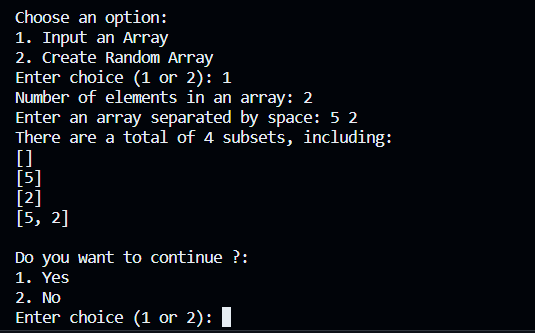 Choose an option:
1. Input an Array
2. Create Random Array
Enter choice (1 or 2): 1
Number of elements in an array: 2
Enter an array separated by space: 5 2
There are a total of 4 subsets, including:
[]
[5]
[2]
[5, 2]
Do you want to continue ?:
1. Yes
2. No
Enter choice (1 or 2):